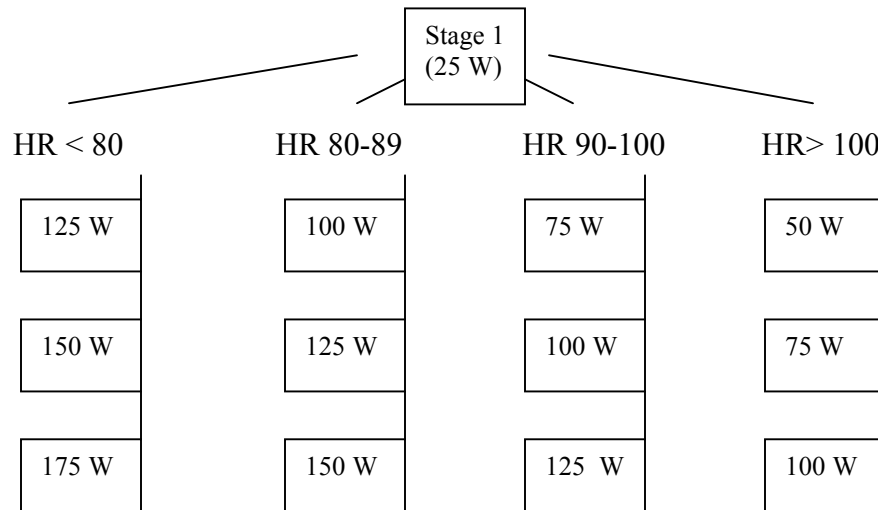 Stage 1
(25 W)
HR < 80
HR 80-89
HR 90-100
HR> 100
125 W
100 W
75 W
50 W
150 W
125 W
100 W
75 W
175 W
150 W
125  W
100 W